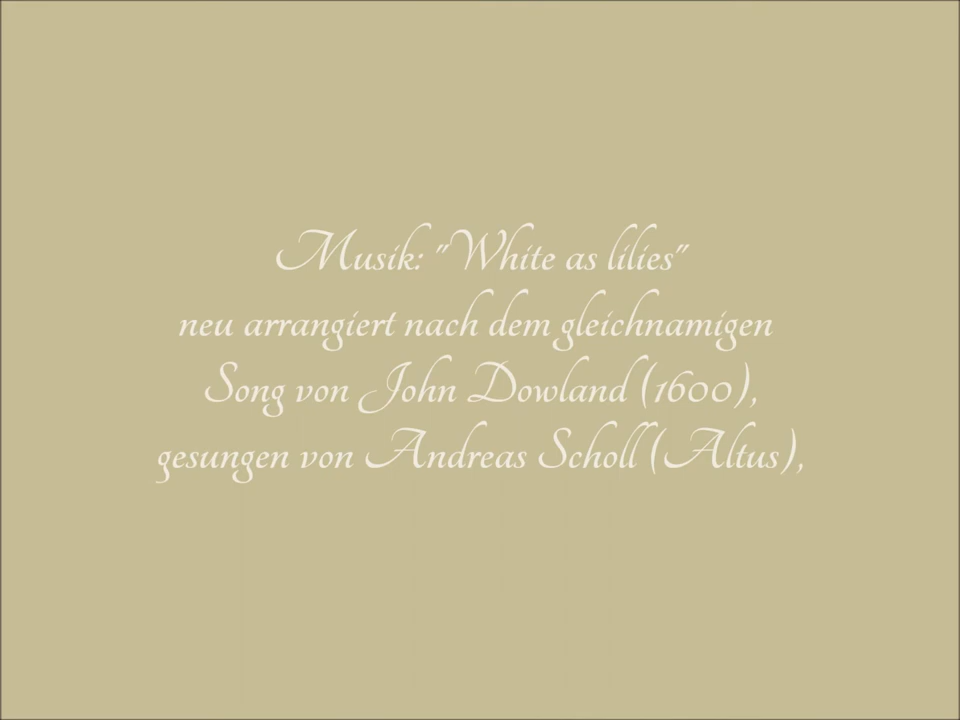 Musik: "White as lilies"
neu arrangiert nach dem gleichnamigen
Song von John Dowland (1600),
gesungen von Andreas Scholl (Altus),